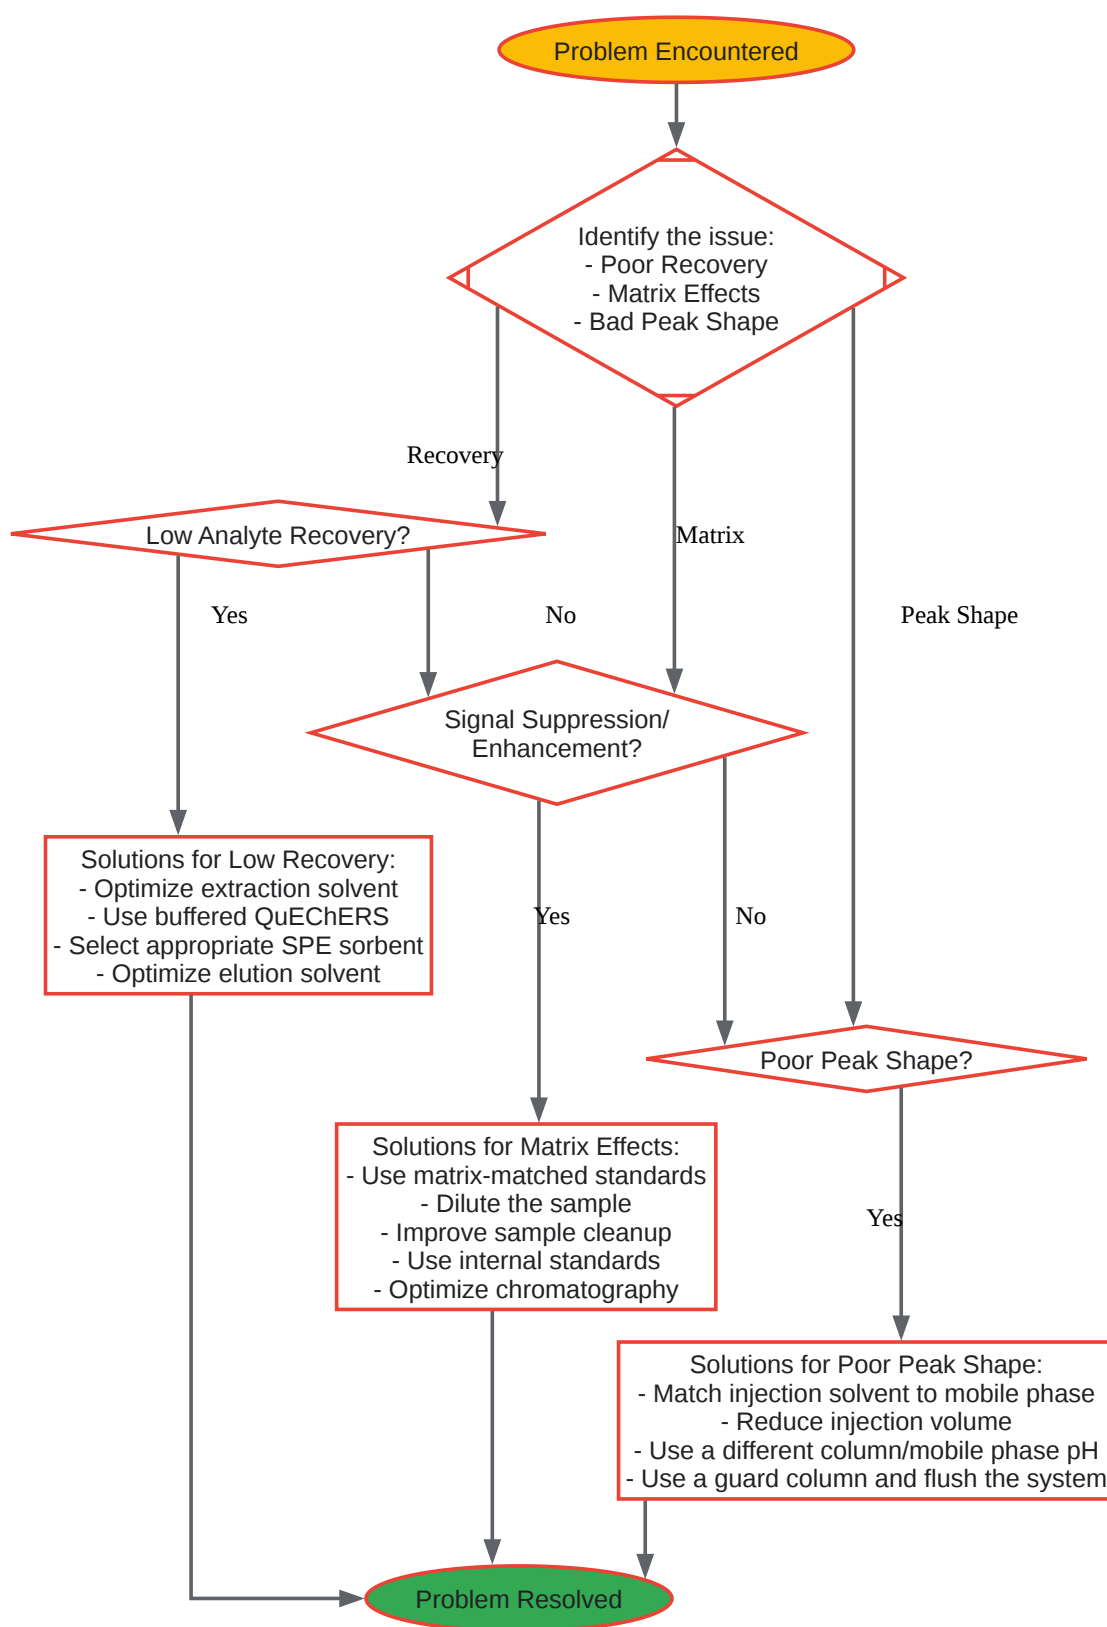 Problem Encountered
Identify the issue:
- Poor Recovery
- Matrix Effects
- Bad Peak Shape
Recovery
Low Analyte Recovery?
Matrix
Yes
No
Peak Shape
Signal Suppression/
Enhancement?
Solutions for Low Recovery:
- Optimize extraction solvent
- Use buffered QuEChERS
- Select appropriate SPE sorbent
- Optimize elution solvent
Yes
No
Poor Peak Shape?
Solutions for Matrix Effects:
- Use matrix-matched standards
- Dilute the sample
- Improve sample cleanup
- Use internal standards
- Optimize chromatography
Yes
Solutions for Poor Peak Shape:
- Match injection solvent to mobile phase
- Reduce injection volume
- Use a different column/mobile phase pH
- Use a guard column and flush the system
Problem Resolved